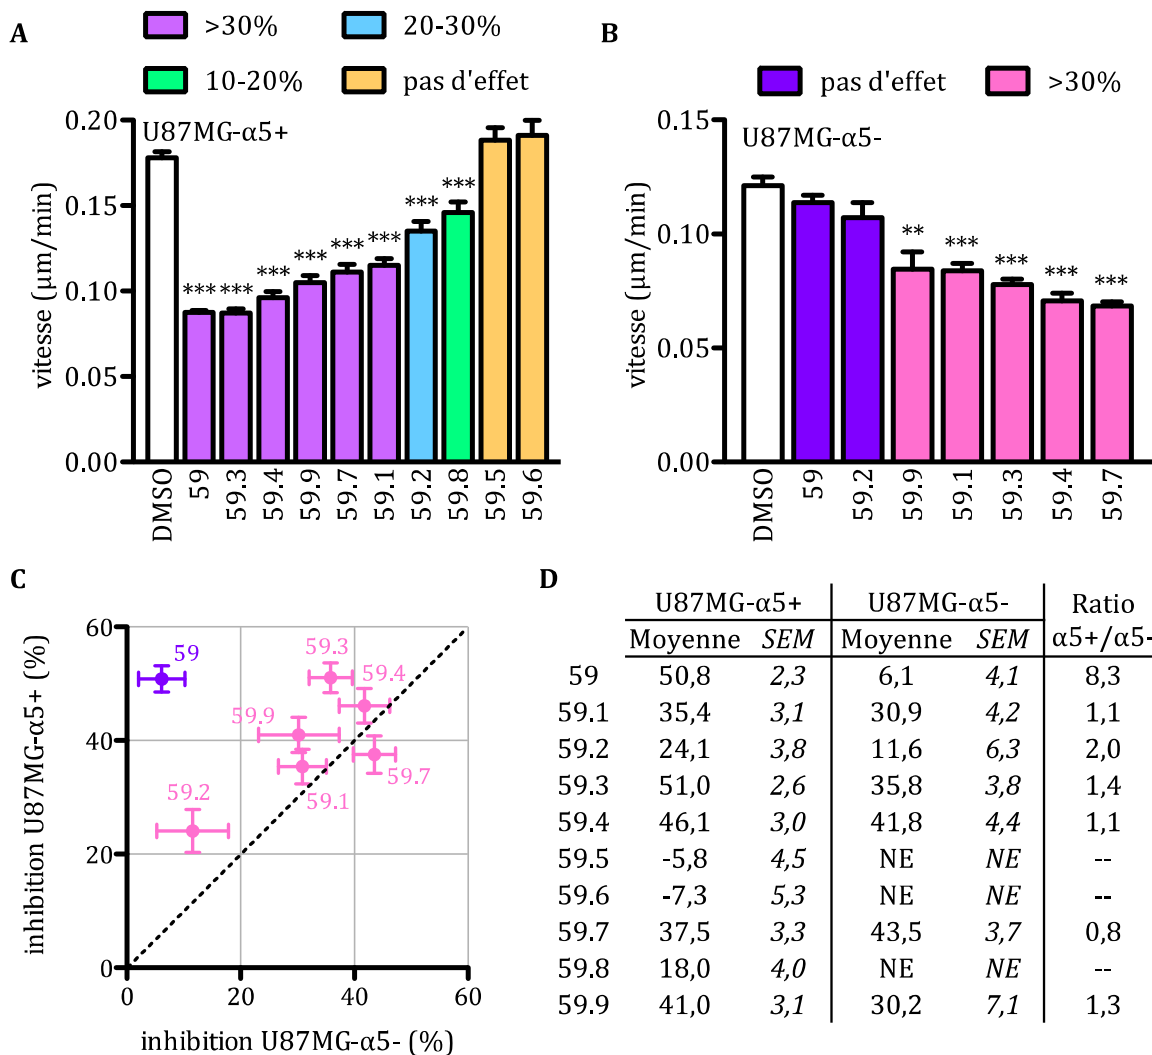 A
>30%
20-30%
10-20%
pas d'effet
U87MG-α5+
vitesse (µm/min)
0.20
0.15
0.10
0.05
0.00
***
***
***
***
***
***
***
***
DMSO
59
59.3
59.4
59.9
59.7
59.1
59.2
59.8
59.5
59.6
B
pas d'effet
>30%
U87MG-α5-
vitesse (µm/min)
0.15
0.10
0.05
0.00
**
***
***
***
***
DMSO
59
59.2
59.9
59.1
59.3
59.4
59.7
C
inhibition U87MG-α5+ (%)
60
40
20
0
59
59.3
59.4
59.9
59.7
59.1
59.2
0
20
40
60
inhibition U87MG-α5- (%)
D
U87MG-α5+ U87MG-α5- Ratio
Moyenne SEM Moyenne SEM α5+/α5-
59 50,8 2,3 6,1 4,1 8,3
59.1 35,4 3,1 30,9 4,2 1,1
59.2 24,1 3,8 11,6 6,3 2,0
59.3 51,0 2,6 35,8 3,8 1,4
59.4 46,1 3,0 41,8 4,4 1,1
59.5 -5,8 4,5 NE NE --
59.6 -7,3 5,3 NE NE --
59.7 37,5 3,3 43,5 3,7 0,8
59.8 18,0 4,0 NE NE --
59.9 41,0 3,1 30,2 7,1 1,3